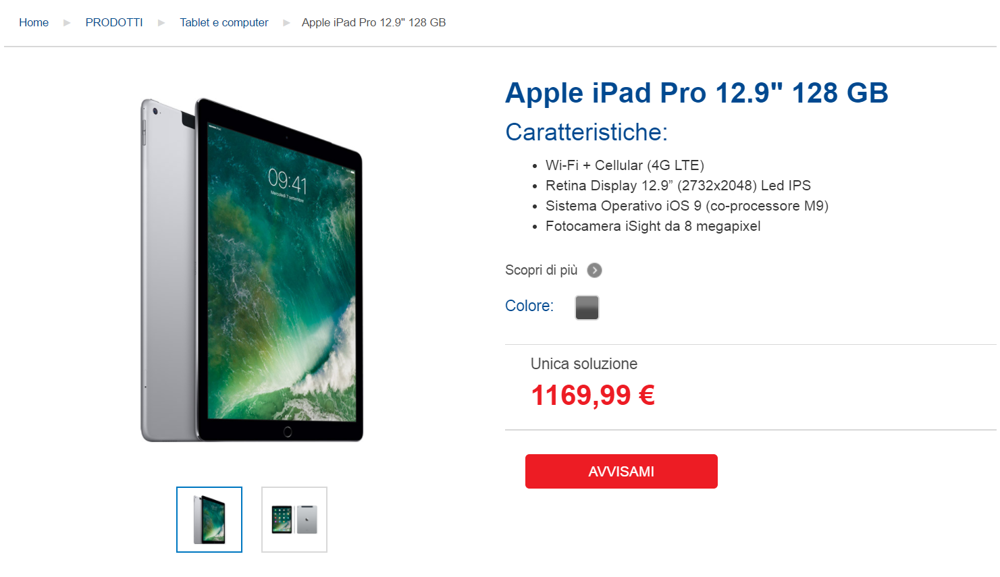 Home PRODOTTI Tablet e computer Apple iPad Pro 12.9" 128 GB
Apple iPad Pro 12.9" 128 GB
Caratteristiche:
Wi-Fi + Cellular (4G LTE)
Retina Display 12.9” (2732x2048) Led IPS
Sistema Operativo iOS 9 (co-processore M9)
Fotocamera iSight da 8 megapixel
Scopri di più
Colore:
Unica soluzione
1169,99 €
AVVISAMI
09:41
Mercoledì 7 settembre